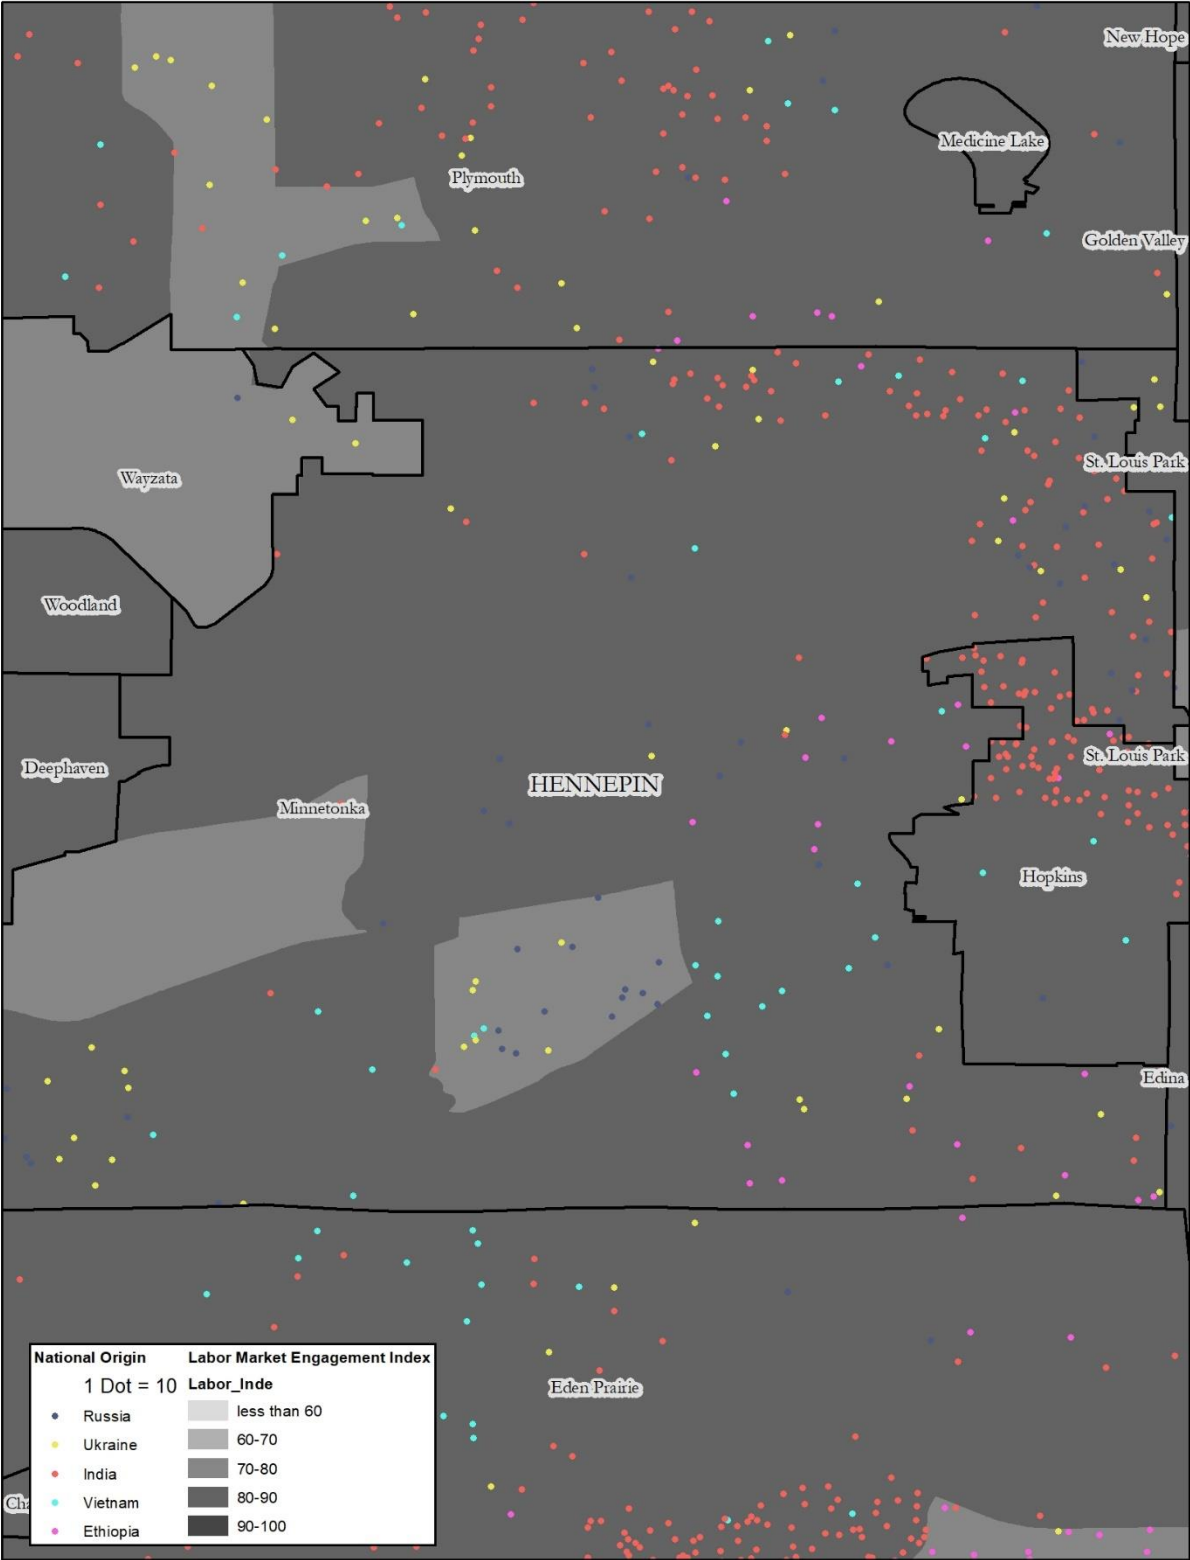 New Hope
Medicine Lake
Plymouth
Golden Valley
Wayzata
St. Louis Park
Woodland
Deephaven
St. Louis Park
HENNEPIN
Minnetonka
Hopkins
Edina
Eden Prairie
Cha
National Origin
1 Dot = 10
Russia
Ukraine
India
Vietnam
Ethiopia
Labor Market Engagement Index
Labor_Inde
less than 60
60-70
70-80
80-90
90-100